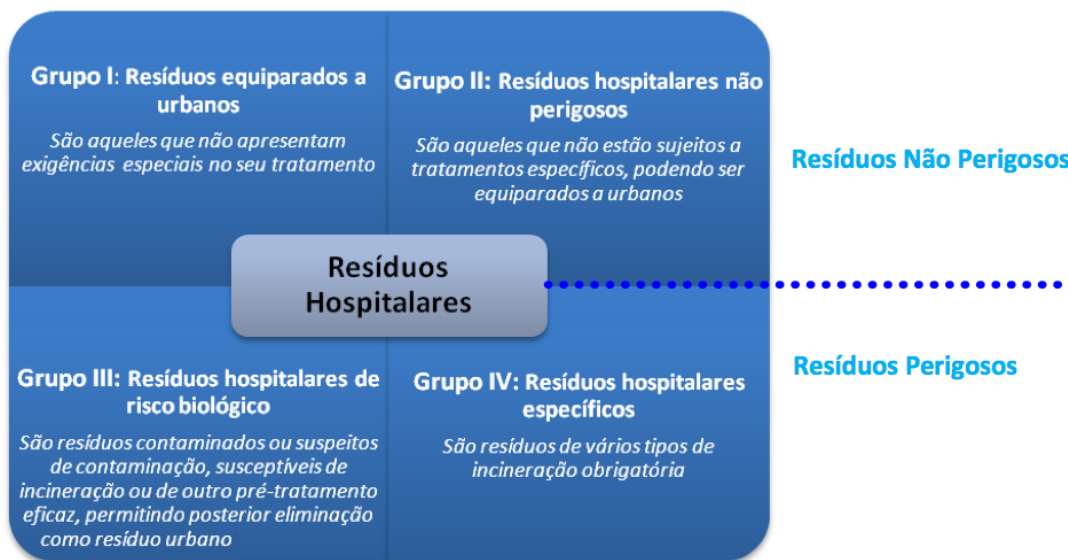 Grupo I: Resíduos equiparados a
urbanos
São aqueles que não apresentam
exigências especiais no seu tratamento
Grupo II: Resíduos hospitalares não
perigosos
São aqueles que não estão sujeitos a
tratamentos específicos, podendo ser
equiparados a urbanos
Resíduos Não Perigosos
Resíduos
Hospitalares
Grupo III: Resíduos hospitalares de
risco biológico
São resíduos contaminados ou suspeitos
de contaminação, susceptíveis de
incineração ou de outro pré-tratamento
eficaz, permitindo posterior eliminação
como resíduo urbano
Grupo IV: Resíduos hospitalares
específicos
São resíduos de vários tipos de
incineração obrigatória
Resíduos Perigosos